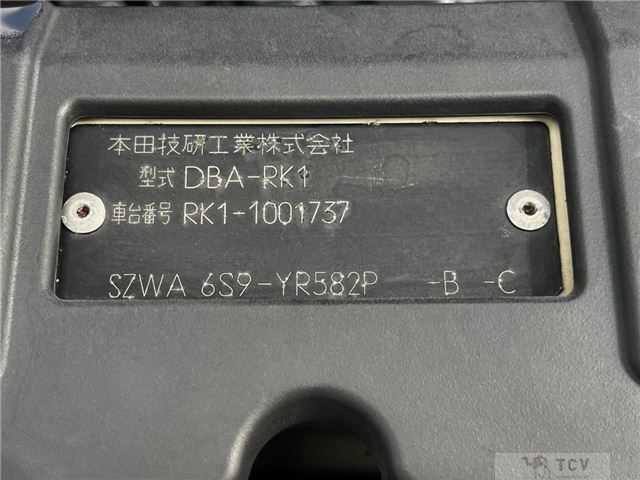 本田技研工業株式会社
型式 DBA-RK1
車台番号 RK1-1001737
SZWA 6S9-YR582P -B -C
TCV